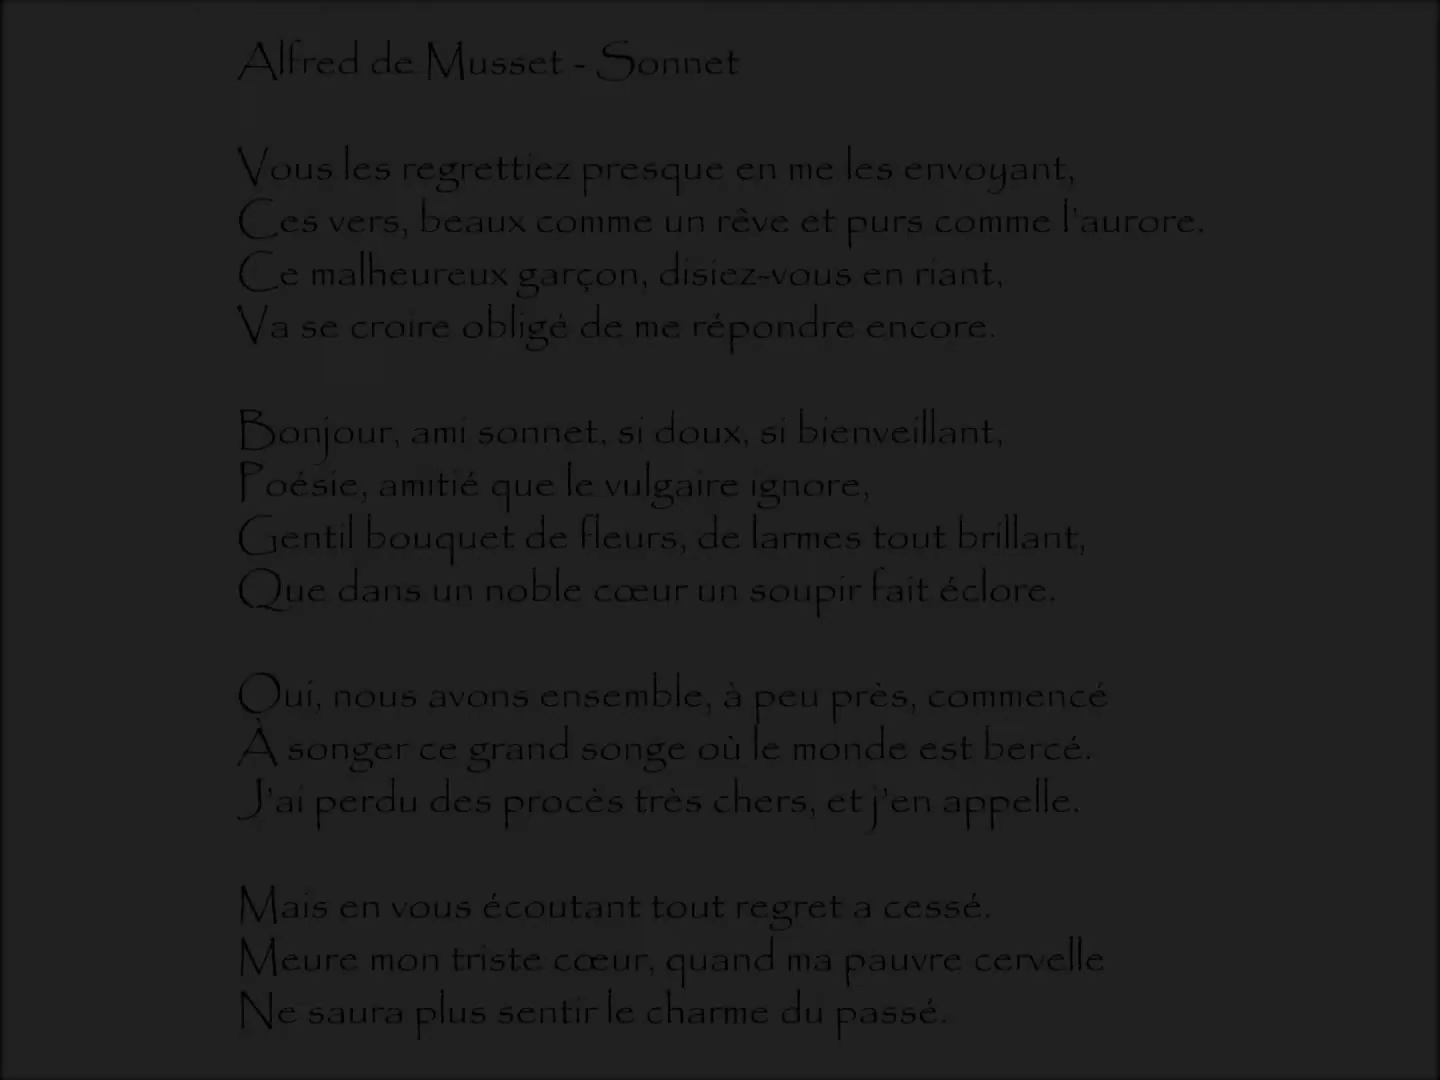 Alfred de Musset - Sonnet
Vous les regrettiez presque en me les envoyant,
Ces vers, beaux comme un rêve et purs comme l'aurore.
Ce malheureux garçon, disiez-vous en riant,
Va se croire obligé de me répondre encore.
Bonjour, ami sonnet, si doux, si bienveillant,
Poésie, amitié que le vulgaire ignore,
Gentil bouquet de fleurs, de larmes tout brillant,
Que dans un noble cœur un soupir fait éclore.
Oui, nous avons ensemble, à peu près, commencé
À songer ce grand songe où le monde est bercé.
J'ai perdu des procès très chers, et j'en appelle.
Mais en vous écoutant tout regret a cessé.
Meure mon triste cœur, quand ma pauvre cervelle
Ne saura plus sentir le charme du passé.